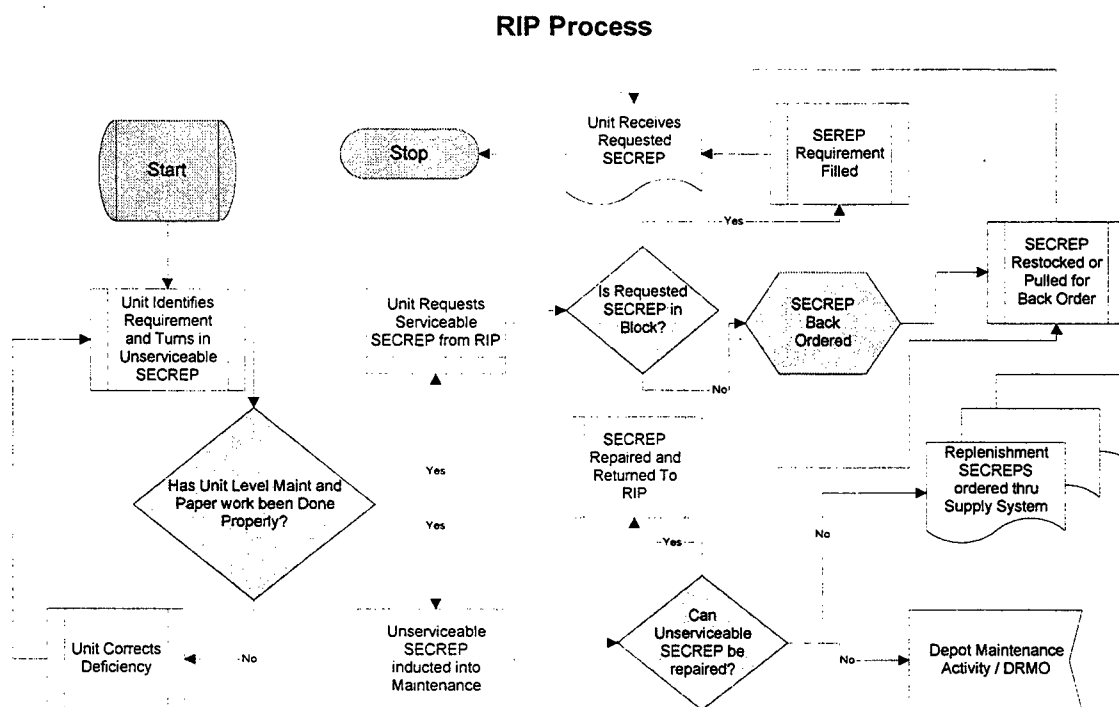 RIP Process
Start
Stop
Unit Receives
Requested
SECREP
SEREP
Requirement
Filled
Yes
Unit Identifies
Requirement
and Turns in
Unserviceable
SECREP
Unit Requests
Serviceable
SECREP from RIP
Is Requested
SECREP in
Block?
SECREP
Back
Ordered
SECREP
Restocked or
Pulled for
Back Order
No
Has Unit Level Maint and
Paper work been Done
Properly?
Yes
Yes
SECREP
Repaired and
Returned To
RIP
Replenishment
SECREPS
ordered thru
Supply System
No
Yes
Unit Corrects
Deficiency
No
Unserviceable
SECREP
inducted into
Maintenance
Can
Unserviceable
SECREP be
repaired?
No
Depot Maintenance
Activity / DRMO